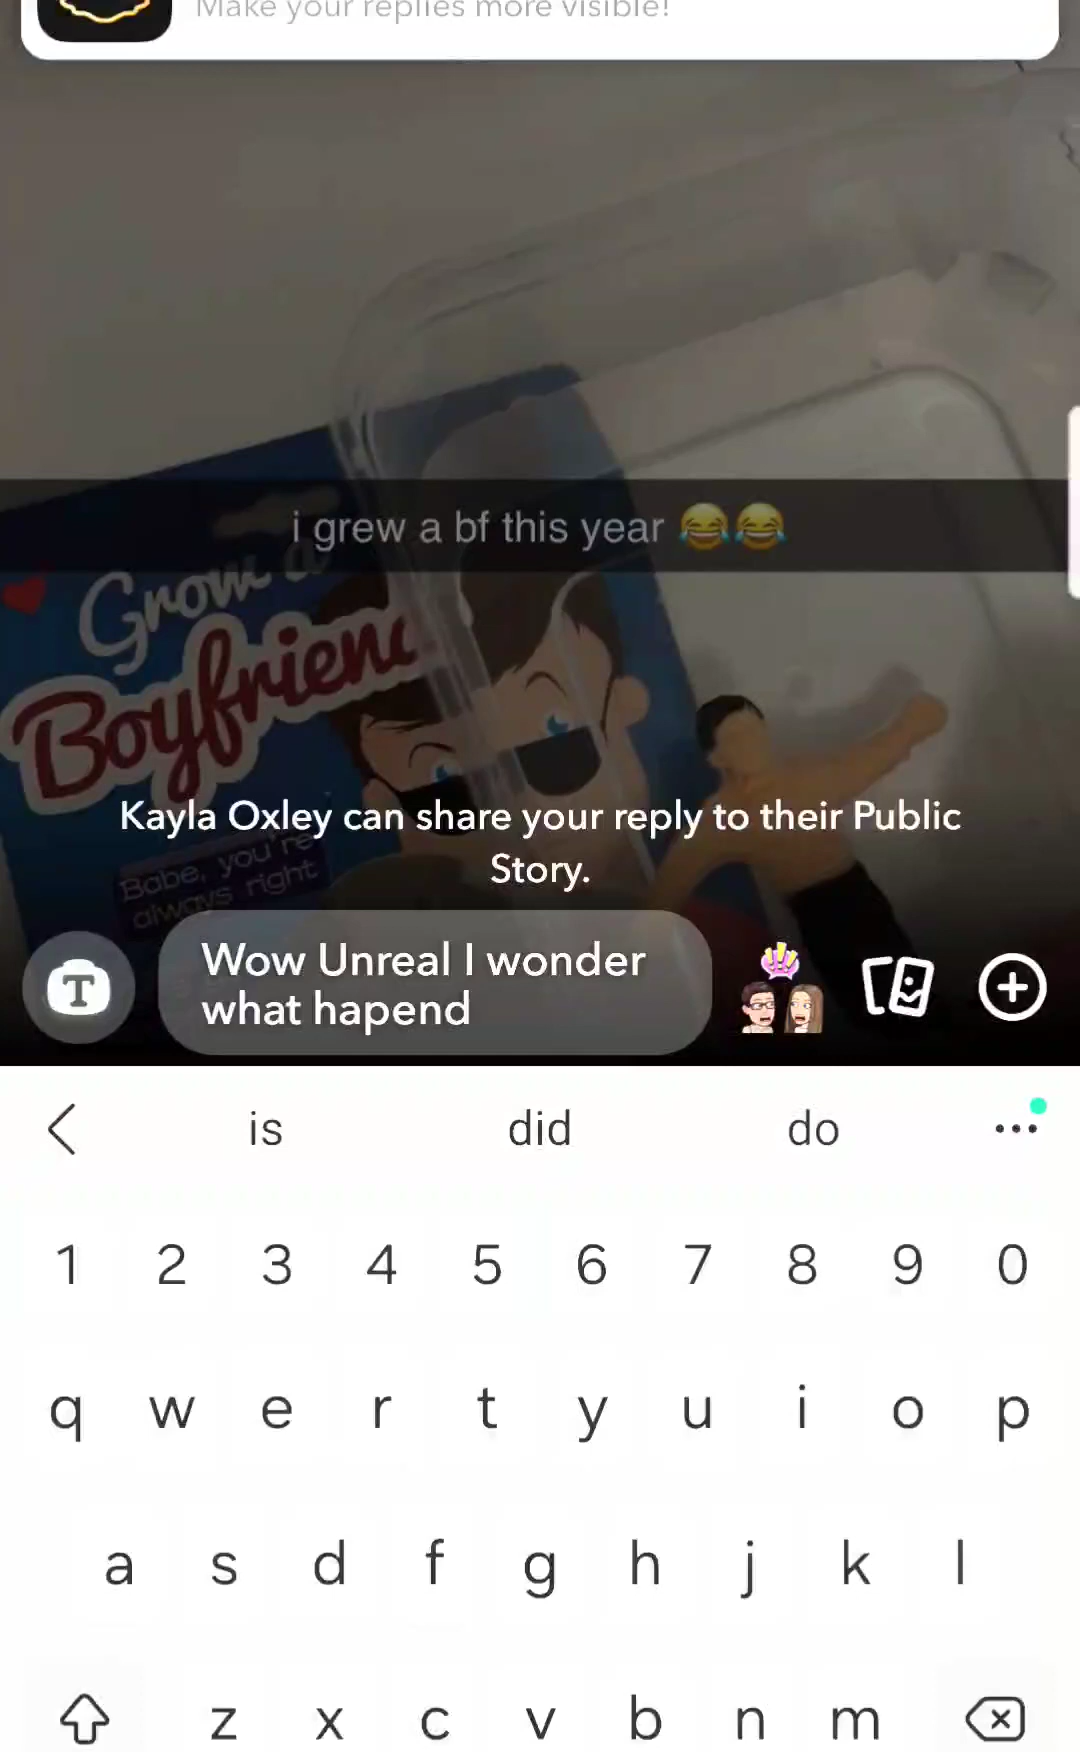 Make your replies more visible!
i grew a bf this year 😂😂
Grow a
Boyfriend
Kayla Oxley can share your reply to their Public
Story.
Babe, you're
always right
T
Wow Unreal I wonder
what hapend
is did do
1 2 3 4 5 6 7 8 9 0
q w e r t y u i o p
a s d f g h j k l
z x c v b n m